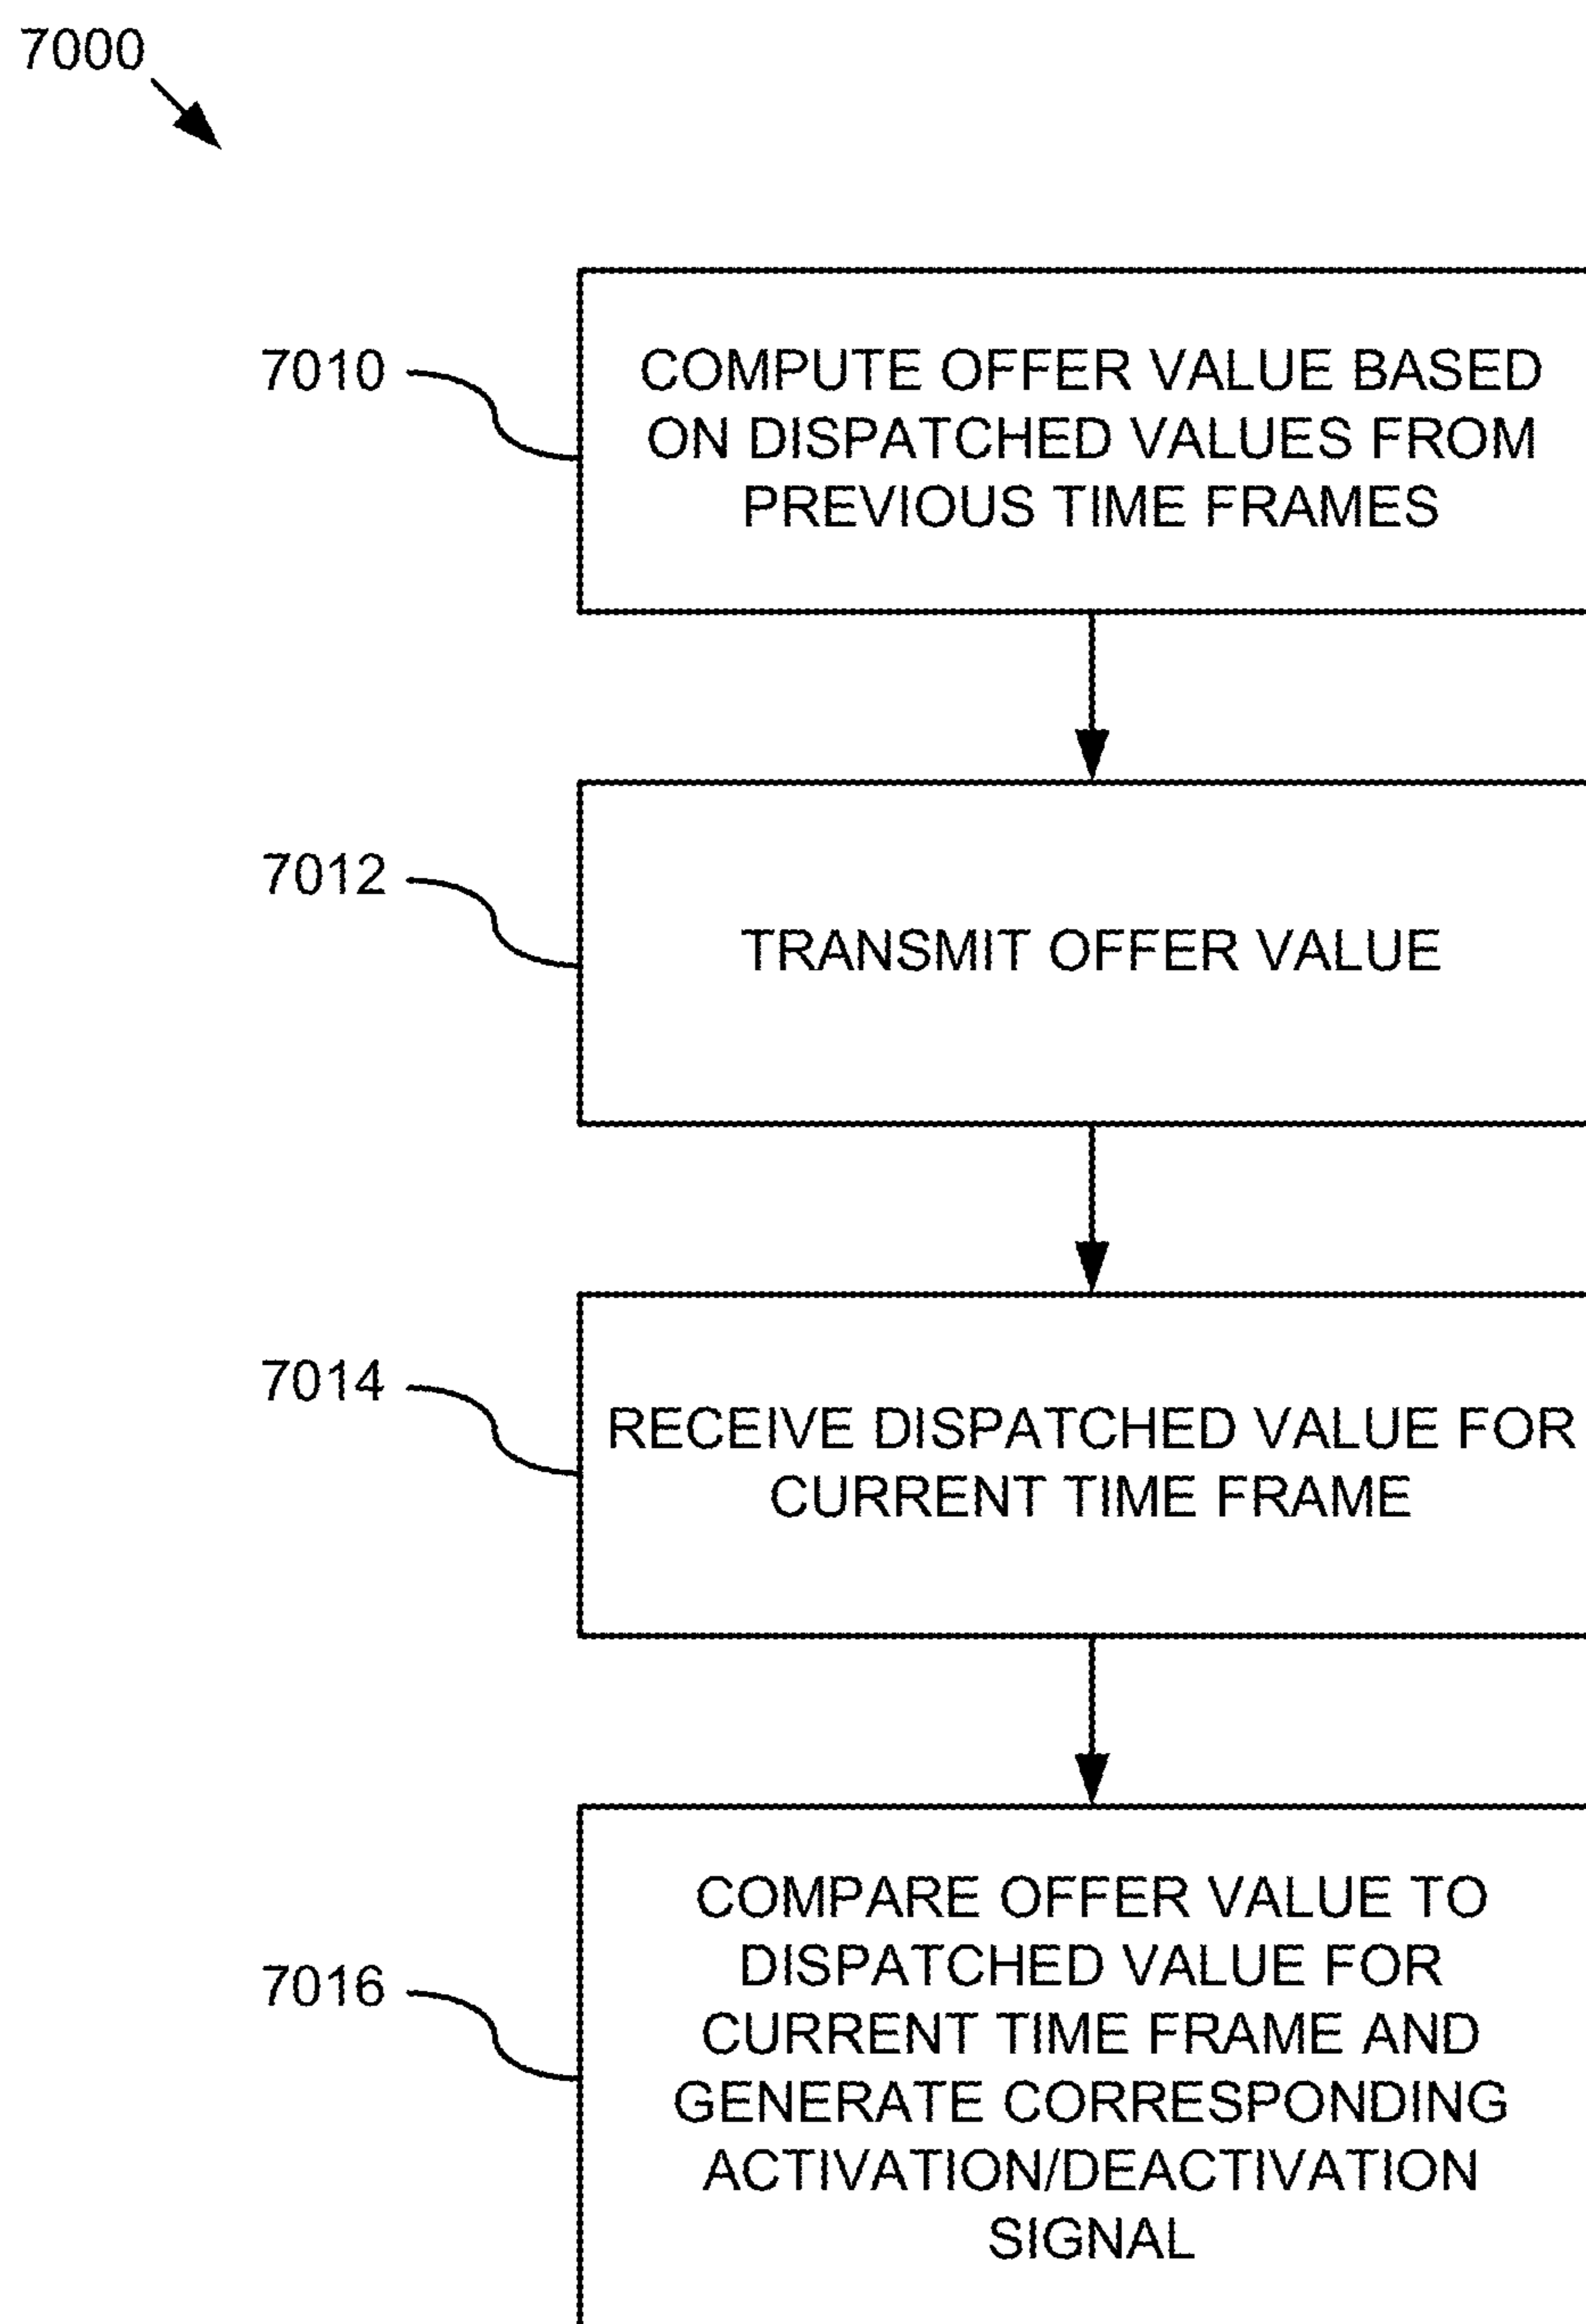 7000
7010
COMPUTE OFFER VALUE BASED
ON DISPATCHED VALUES FROM
PREVIOUS TIME FRAMES
7012
TRANSMIT OFFER VALUE
7014
RECEIVE DISPATCHED VALUE FOR
CURRENT TIME FRAME
7016
COMPARE OFFER VALUE TO
DISPATCHED VALUE FOR
CURRENT TIME FRAME AND
GENERATE CORRESPONDING
ACTIVATION/DEACTIVATION
SIGNAL